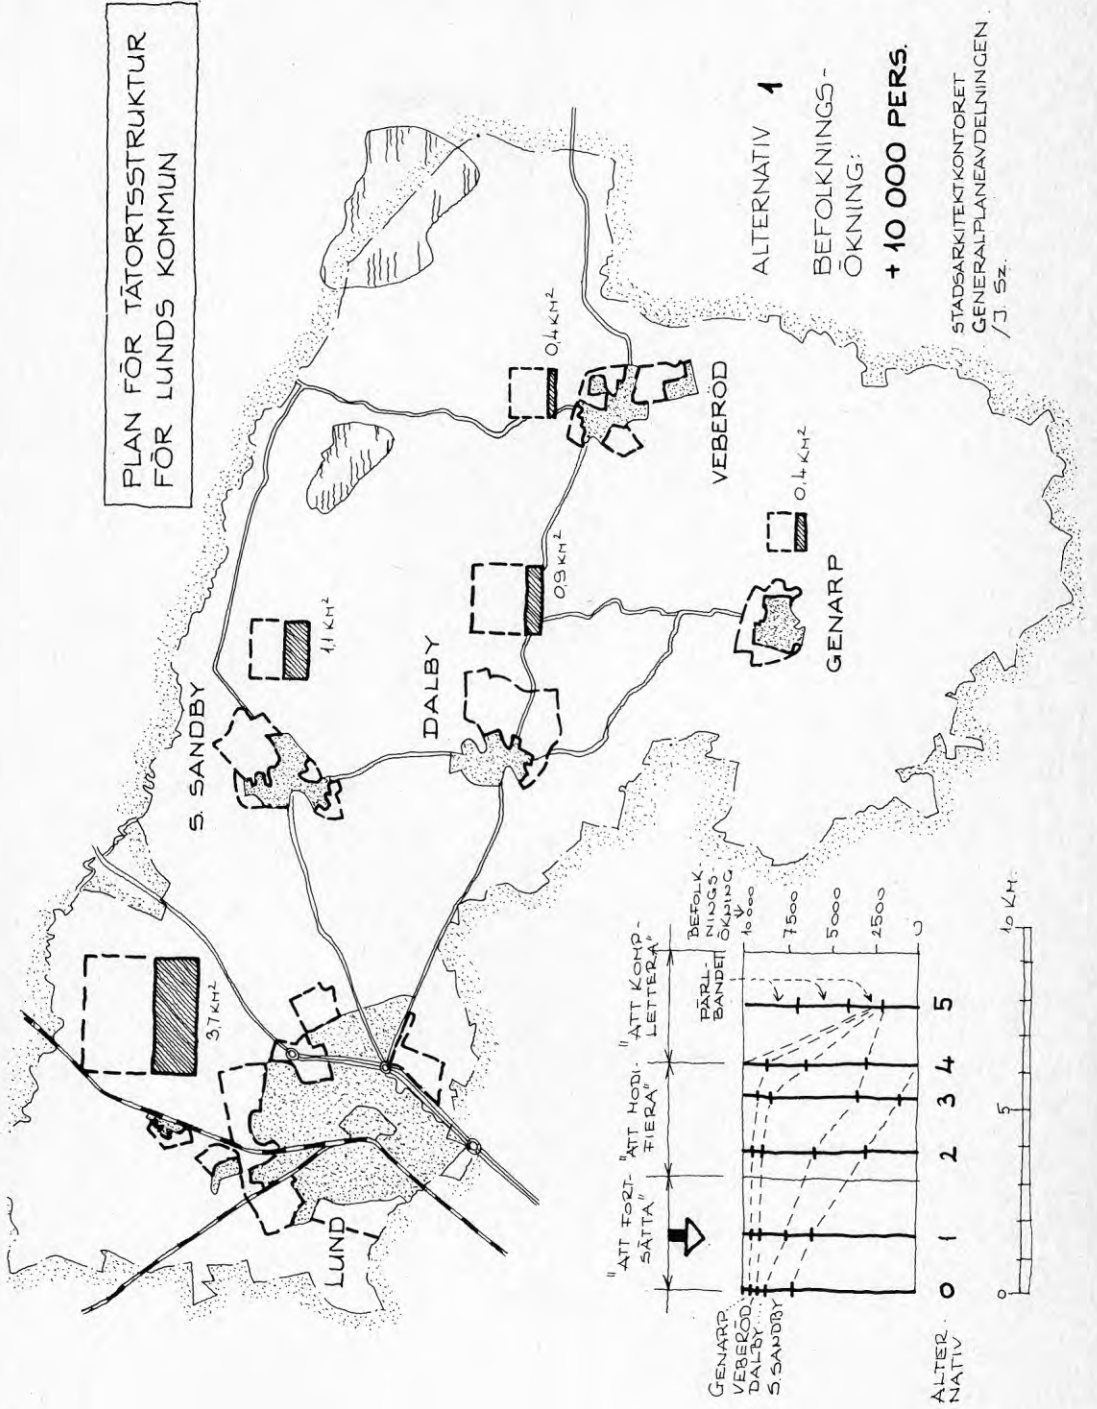 PLAN FÖR TÄTORTSSTRUKTUR
FÖR LUNDS KOMMUN
ALTERNATIV 1
BEFOLKNINGS-
ÖKNING:
+ 10 000 PERS.
STADSARKITEKTKONTORET
GENERALPLANEAVDELNINGEN
/J. Sz.
S. SANDBY
1,1 KM²
DALBY
0,9 KM²
VEBERÖD
0,4 KM²
GENARP
0,4 KM²
LUND
3,7 KM²
"ATT FORT-
SÄTTA"
"ATT MODI-
FIERA"
"ATT KOMP-
LETTERA"
PÄRL-
BANDET
BEFOLK
NINGS-
ÖKNING
10 000
7500
5000
2500
0
GENARP
VEBERÖD
DALBY
S. SANDBY
ALTER
NATIV
0 1 2 3 4 5
0 5 10 KM.